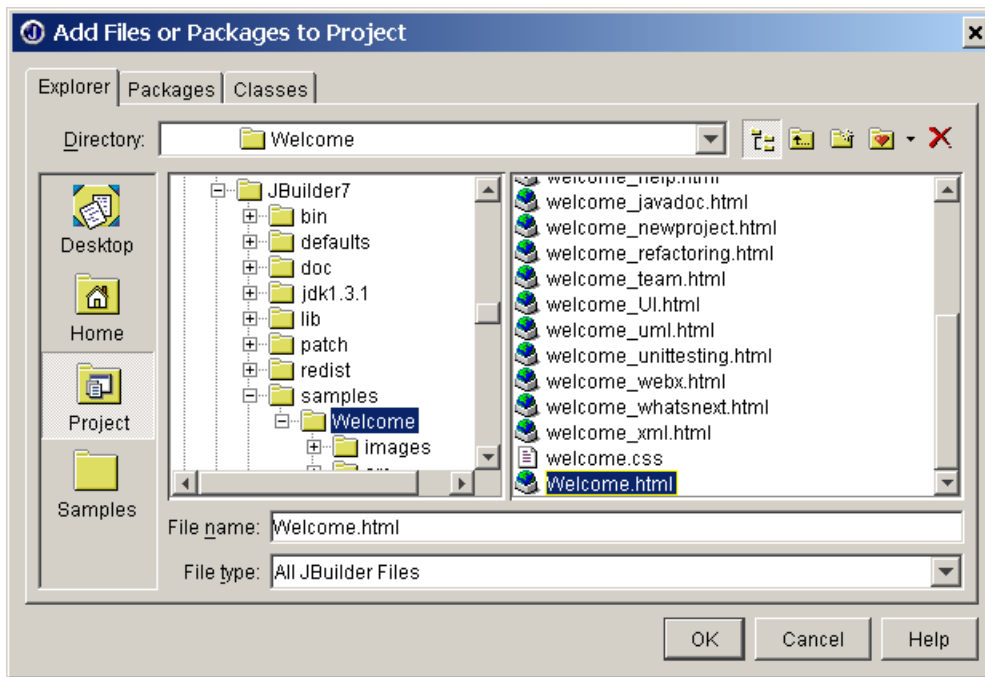 Add Files or Packages to Project
Explorer
Packages
Classes
Directory:
Welcome
Desktop
Home
Project
Samples
JBuilder7
bin
defaults
doc
jdk1.3.1
lib
patch
redist
samples
Welcome
images
welcome_help.html
welcome_javadoc.html
welcome_newproject.html
welcome_refactoring.html
welcome_team.html
welcome_UI.html
welcome_uml.html
welcome_unittesting.html
welcome_webx.html
welcome_whatsnext.html
welcome_xml.html
welcome.css
Welcome.html
File name: Welcome.html
File type: All JBuilder Files
OK
Cancel
Help